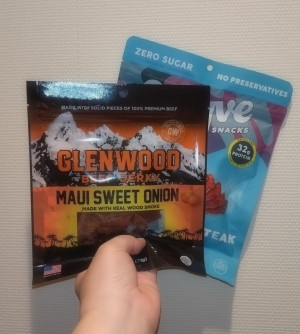 ZERO SUGAR
NO PRESERVATIVES
SNACKS
32g
PROTEIN
MADE WITH SOLID PIECES OF 100% PREMIUM BEEF
GLENWOOD
BEEF JERKY
MAUI SWEET ONION
MADE WITH REAL WOOD SMOKE